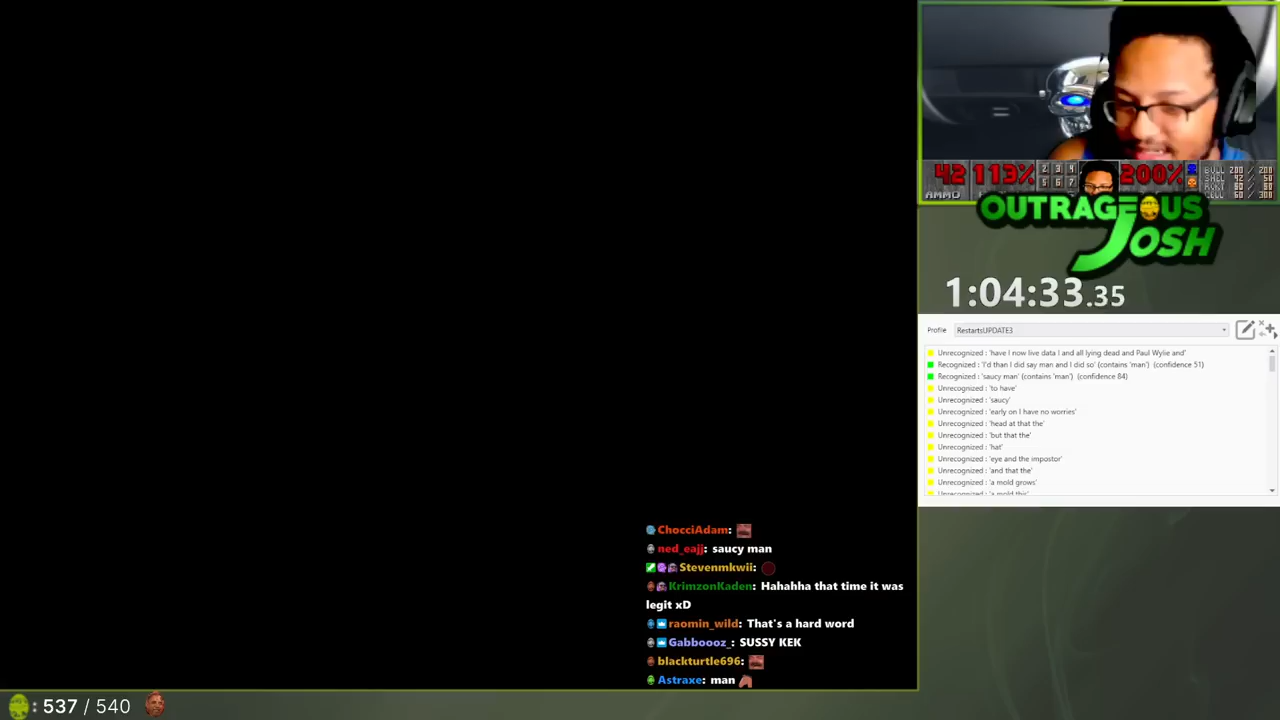 42 113% 200%
2 3 4
5 6 7
BULL 200 / 200
SHEL 42 / 50
RCKT 50 / 50
CELL 50 / 300
AMMO
OUTRAGEOUS
JOSH
1:04:33.35
Profile RestartsUPDATE3
Unrecognized : 'have I now live data I and all lying dead and Paul Wylie and'
Recognized : 'I'd than I did say man and I did so' (contains 'man') (confidence 51)
Recognized : 'saucy man' (contains 'man') (confidence 84)
Unrecognized : 'to have'
Unrecognized : 'saucy'
Unrecognized : 'early on I have no worries'
Unrecognized : 'head at that the'
Unrecognized : 'but that the'
Unrecognized : 'hat'
Unrecognized : 'eye and the impostor'
Unrecognized : 'and that the'
Unrecognized : 'a mold grows'
Unrecognized : 'a mold this'
ChocciAdam:
ned_eajj: saucy man
Stevenmkwii:
KrimzonKaden: Hahahha that time it was
legit xD
raomin_wild: That's a hard word
Gabboooz_: SUSSY KEK
blackturtle696:
Astraxe: man
: 537 / 540